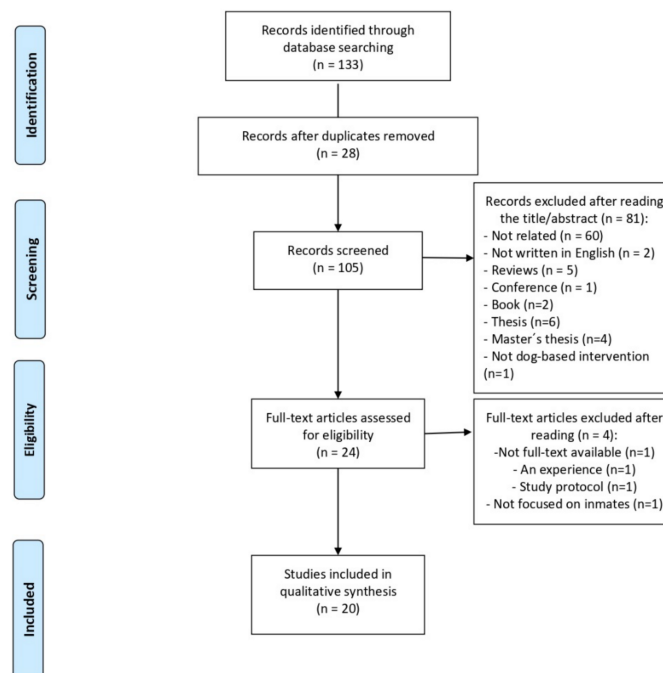 Identification
Records identified through
database searching
(n = 133)
Records after duplicates removed
(n = 28)
Screening
Records screened
(n = 105)
Records excluded after reading
the title/abstract (n = 81):
- Not related (n = 60)
- Not written in English (n = 2)
- Reviews (n = 5)
- Conference (n = 1)
- Book (n=2)
- Thesis (n=6)
- Master´s thesis (n=4)
- Not dog-based intervention
(n=1)
Eligibility
Full-text articles assessed
for eligibility
(n = 24)
Full-text articles excluded after
reading (n = 4):
-Not full-text available (n=1)
- An experience (n=1)
- Study protocol (n=1)
- Not focused on inmates (n=1)
Included
Studies included in
qualitative synthesis
(n = 20)